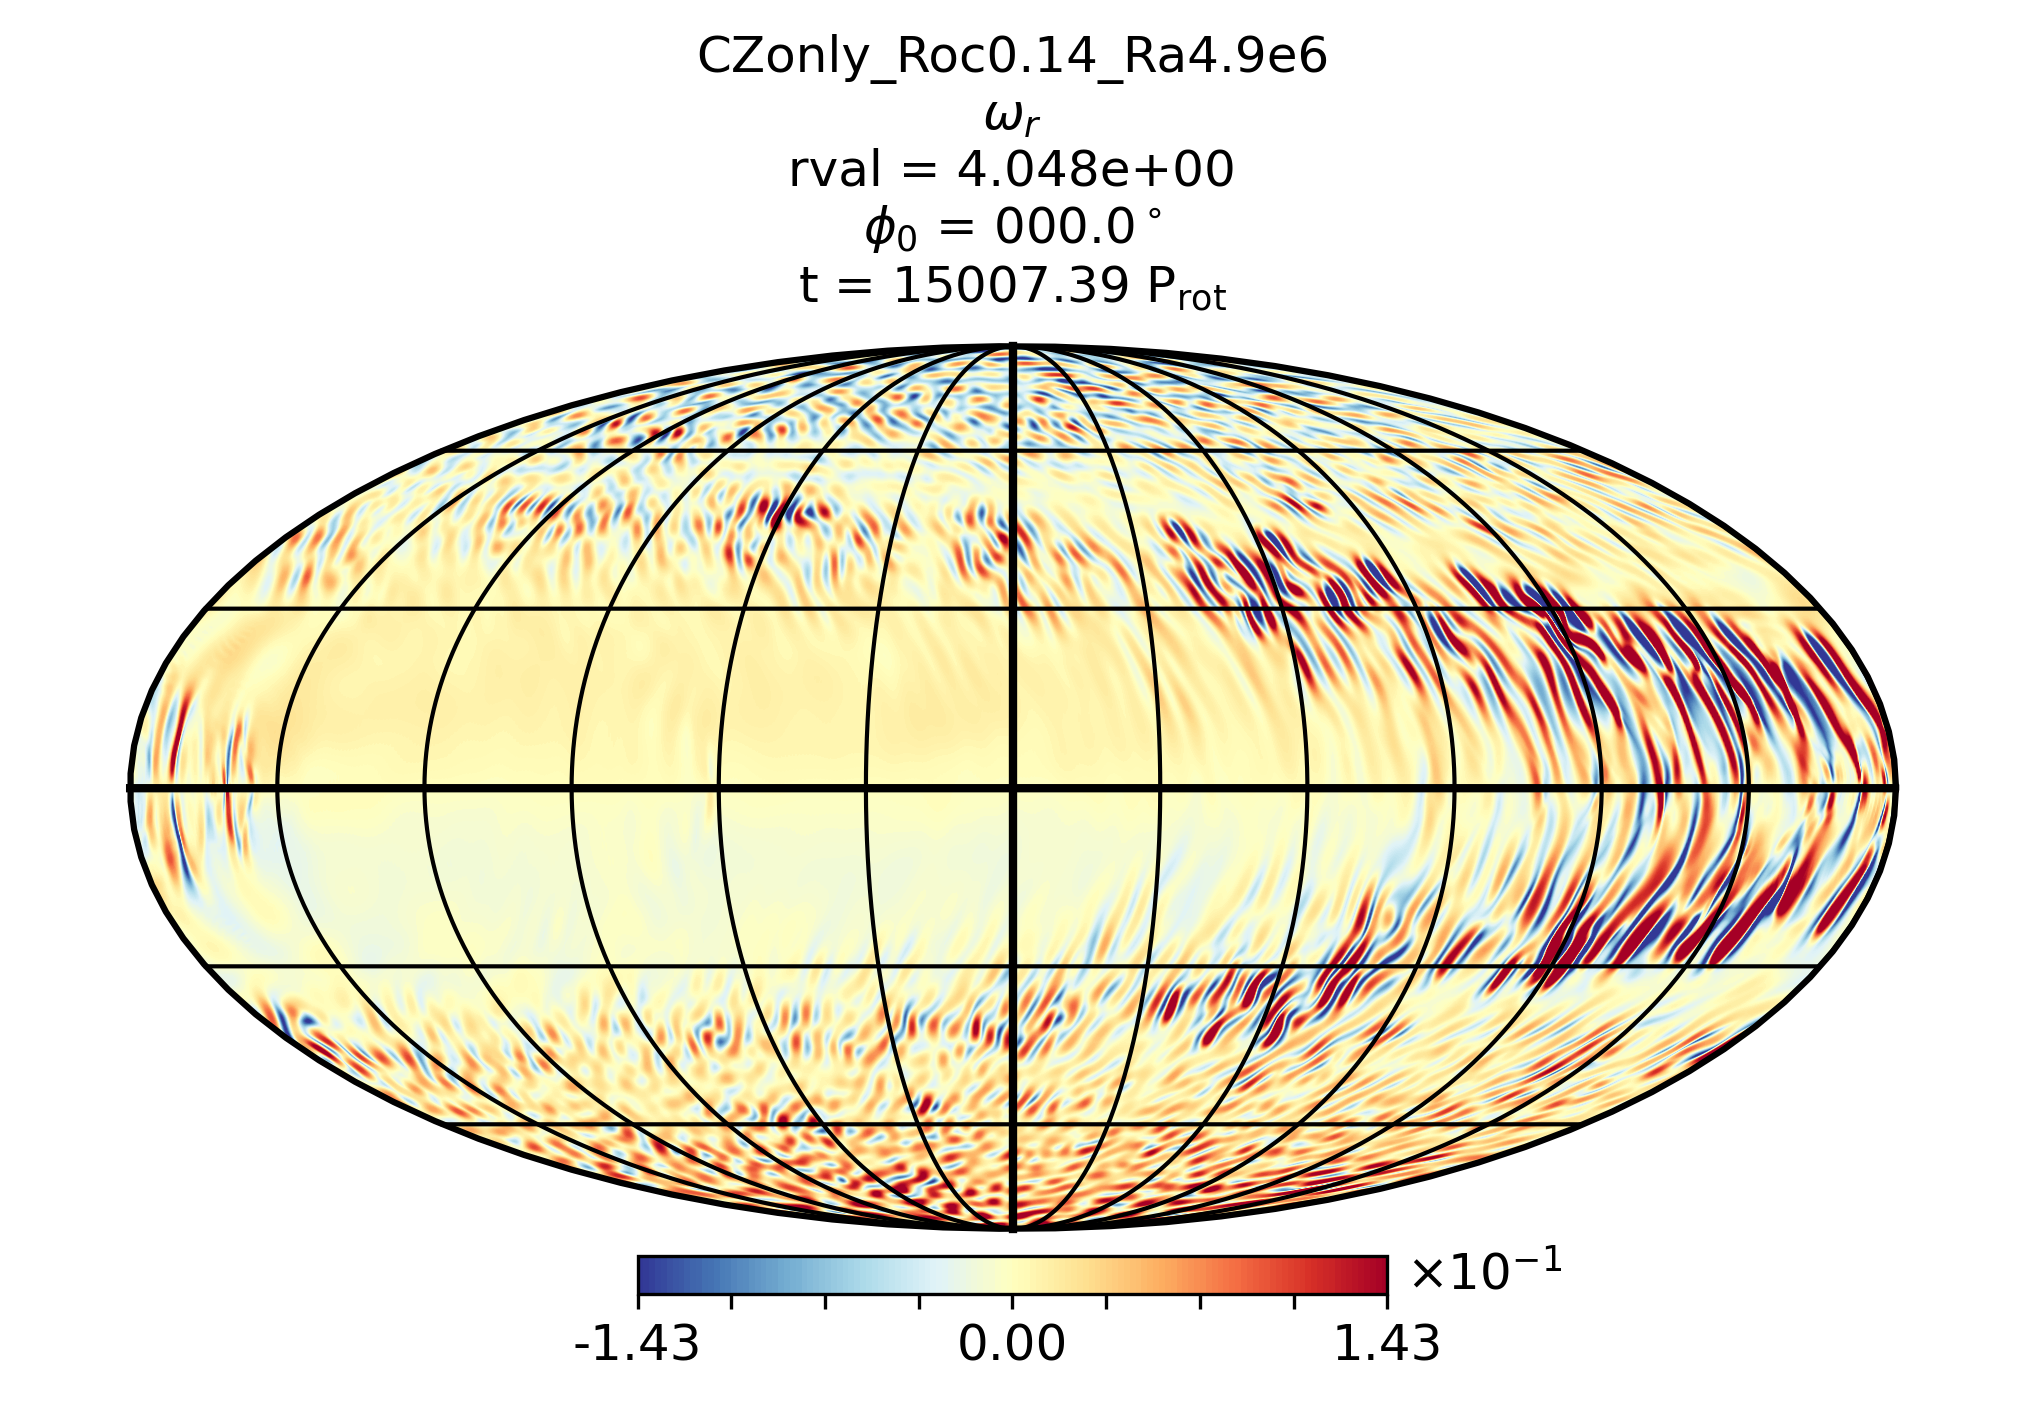 CZonly_Roc0.14_Ra4.9e6
ω_r
rval = 4.048e+00
ϕ_0 = 000.0°
t = 15007.39 P_rot
×10^−1
-1.43 0.00 1.43